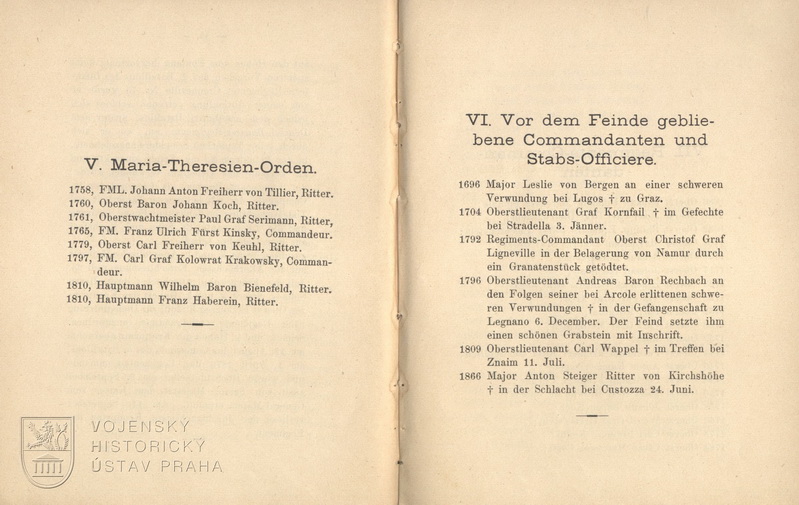 V. Maria-Theresien-Orden.
1758, FML. Johann Anton Freiherr von Tillier, Ritter.
1760, Oberst Baron Johann Koch, Ritter.
1761, Oberstwachtmeister Paul Graf Serimann, Ritter,
1765, FM. Franz Ulrich Fürst Kinsky, Commandeur.
1779, Oberst Carl Freiherr von Keuhl, Ritter.
1797, FM. Carl Graf Kolowrat Krakowsky, Comman-
deur.
1810, Hauptmann Wilhelm Baron Bienefeld, Ritter.
1810, Hauptmann Franz Haberein, Ritter.
VOJENSKÝ
HISTORICKÝ
ÚSTAV PRAHA
VI. Vor dem Feinde geblie-
bene Commandanten und
Stabs-Officiere.
1696 Major Leslie von Bergen an einer schweren
Verwundung bei Lugos † zu Graz.
1704 Oberstlieutenant Graf Kornfail † im Gefechte
bei Stradella 3. Jänner.
1792 Regiments-Commandant Oberst Christof Graf
Ligneville in der Belagerung von Namur durch
ein Granatenstück getödtet.
1796 Oberstlieutenant Andreas Baron Rechbach an
den Folgen seiner bei Arcole erlittenen schwe-
ren Verwundungen † in der Gefangenschaft zu
Legnano 6. December. Der Feind setzte ihm
einen schönen Grabstein mit Inschrift.
1809 Oberstlieutenant Carl Wappel † im Treffen bei
Znaim 11. Juli.
1866 Major Anton Steiger Ritter von Kirchshöhe
† in der Schlacht bei Custozza 24. Juni.